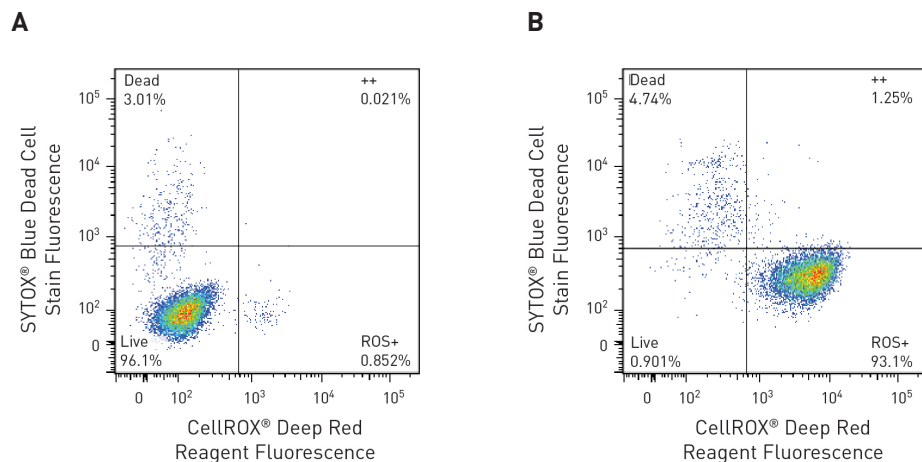 A
SYTOX® Blue Dead Cell
Stain Fluorescence
10⁵
10⁴
10³
10²
0
Dead
3.01%
++
0.021%
Live
96.1%
ROS+
0.852%
0
10²
10³
10⁴
10⁵
CellROX® Deep Red
Reagent Fluorescence
B
SYTOX® Blue Dead Cell
Stain Fluorescence
10⁵
10⁴
10³
10²
0
Dead
4.74%
++
1.25%
Live
0.901%
ROS+
93.1%
0
10²
10³
10⁴
10⁵
CellROX® Deep Red
Reagent Fluorescence